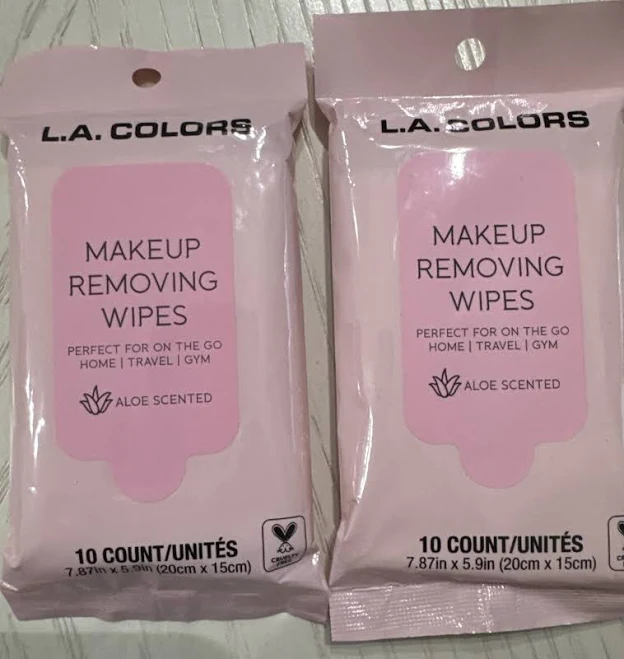 L.A. COLORS
MAKEUP
REMOVING
WIPES
PERFECT FOR ON THE GO
HOME | TRAVEL | GYM
ALOE SCENTED
10 COUNT/UNITÉS
7.87in x 5.9in (20cm x 15cm)
CRUELTY
FREE
L.A. COLORS
MAKEUP
REMOVING
WIPES
PERFECT FOR ON THE GO
HOME | TRAVEL | GYM
ALOE SCENTED
10 COUNT/UNITÉS
7.87in x 5.9in (20cm x 15cm)